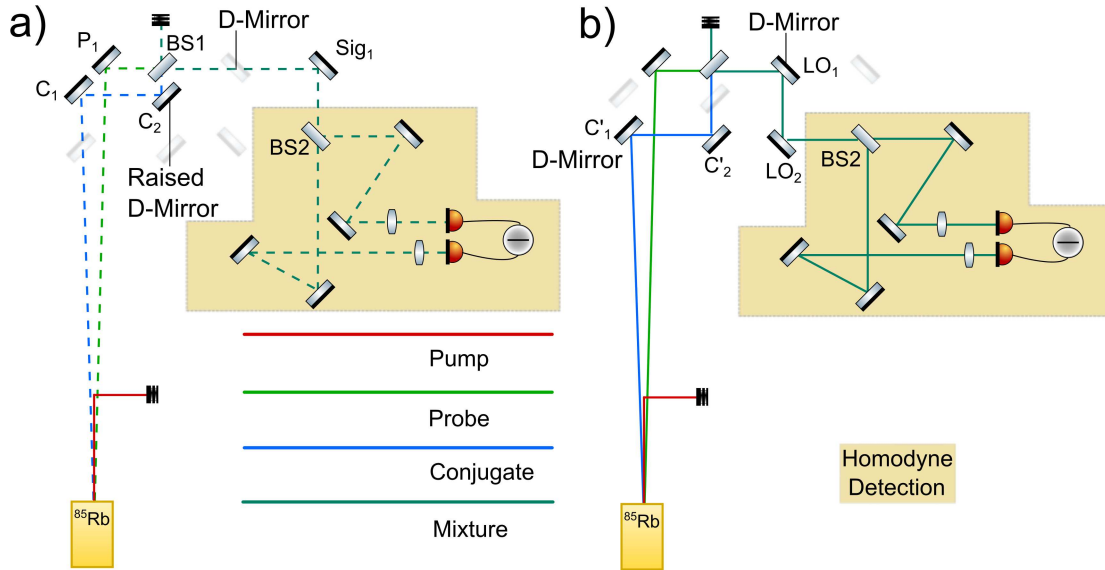 a)
P1
BS1
D-Mirror
Sig1
C1
C2
BS2
Raised
D-Mirror
85Rb
Pump
Probe
Conjugate
Mixture
b)
D-Mirror
LO1
C'1
D-Mirror
C'2
LO2
BS2
85Rb
Homodyne
Detection